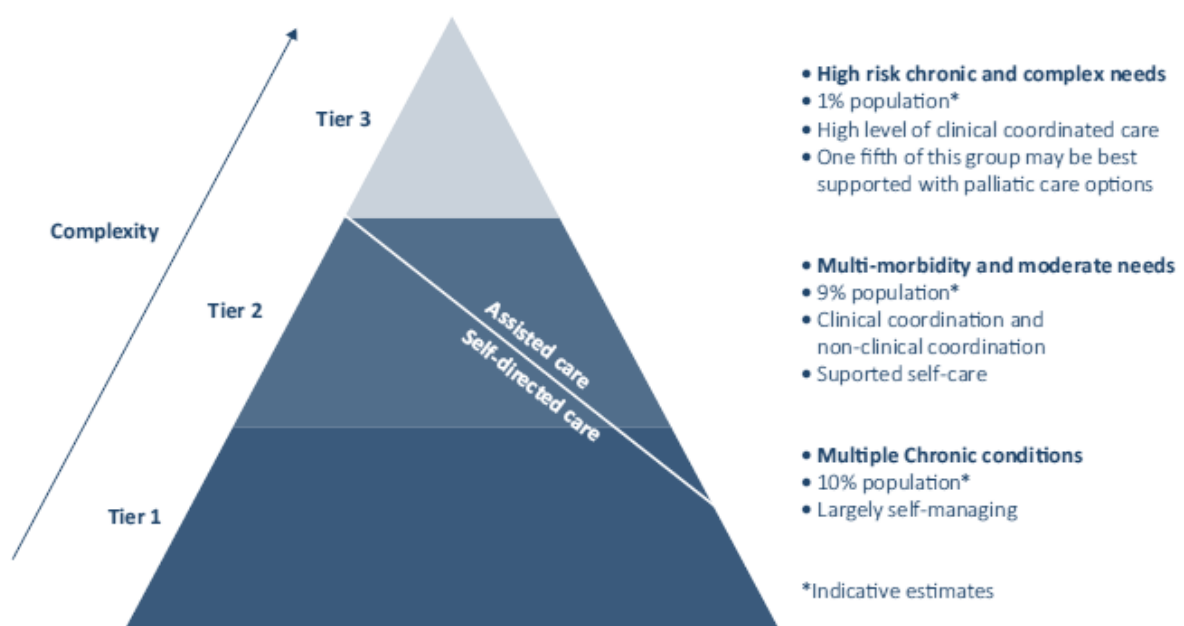 Complexity
Tier 3
Tier 2
Tier 1
Assisted care
Self-directed care
• High risk chronic and complex needs
• 1% population*
• High level of clinical coordinated care
• One fifth of this group may be best
supported with palliatic care options
• Multi-morbidity and moderate needs
• 9% population*
• Clinical coordination and
non-clinical coordination
• Suported self-care
• Multiple Chronic conditions
• 10% population*
• Largely self-managing
*Indicative estimates